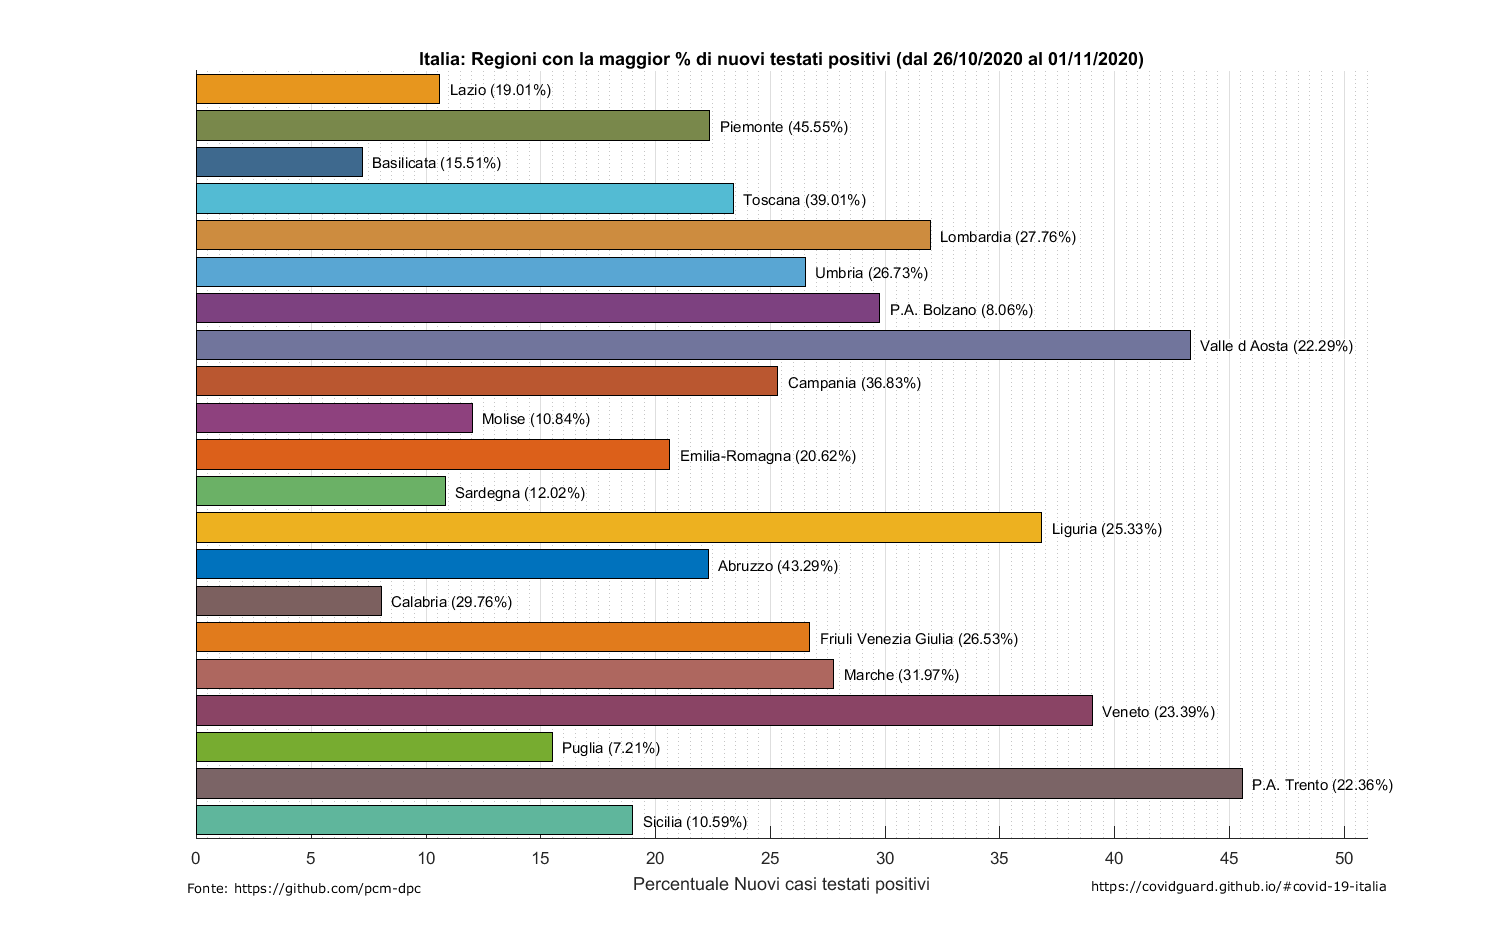 Italia: Regioni con la maggior % di nuovi testati positivi (dal 26/10/2020 al 01/11/2020)
Lazio (19.01%)
Piemonte (45.55%)
Basilicata (15.51%)
Toscana (39.01%)
Lombardia (27.76%)
Umbria (26.73%)
P.A. Bolzano (8.06%)
Valle d Aosta (22.29%)
Campania (36.83%)
Molise (10.84%)
Emilia-Romagna (20.62%)
Sardegna (12.02%)
Liguria (25.33%)
Abruzzo (43.29%)
Calabria (29.76%)
Friuli Venezia Giulia (26.53%)
Marche (31.97%)
Veneto (23.39%)
Puglia (7.21%)
P.A. Trento (22.36%)
Sicilia (10.59%)
0 5 10 15 20 25 30 35 40 45 50
Percentuale Nuovi casi testati positivi
Fonte: https://github.com/pcm-dpc
https://covidguard.github.io/#covid-19-italia